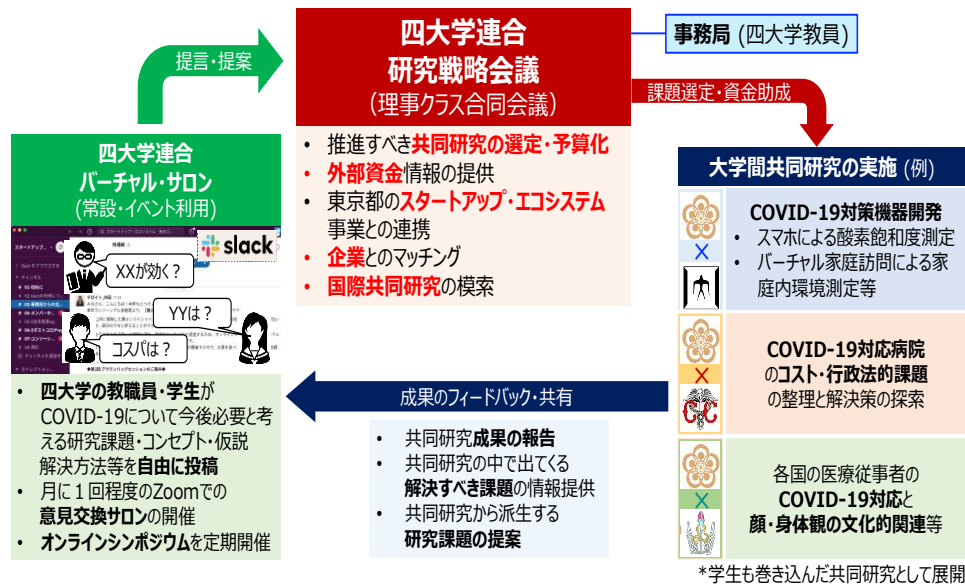 四大学連合
研究戦略会議
(理事クラス合同会議)
事務局 (四大学教員)
提言・提案
課題選定・資金助成
• 推進すべき共同研究の選定・予算化
• 外部資金情報の提供
• 東京都のスタートアップ・エコシステム
事業との連携
• 企業とのマッチング
• 国際共同研究の模索
四大学連合
バーチャル・サロン
(常設・イベント利用)
slack
XXが効く？
YYは？
コスパは？
• 四大学の教職員・学生が
COVID-19について今後必要と考
える研究課題・コンセプト・仮説
解決方法等を自由に投稿
• 月に１回程度のZoomでの
意見交換サロンの開催
• オンラインシンポジウムを定期開催
成果のフィードバック・共有
• 共同研究成果の報告
• 共同研究の中で出てくる
解決すべき課題の情報提供
• 共同研究から派生する
研究課題の提案
大学間共同研究の実施 (例)
COVID-19対策機器開発
• スマホによる酸素飽和度測定
• バーチャル家庭訪問による家
庭内環境測定等
X
COVID-19対応病院
のコスト・行政法的課題
の整理と解決策の探索
X
各国の医療従事者の
COVID-19対応と
顔・身体観の文化的関連等
X
*学生も巻き込んだ共同研究として展開